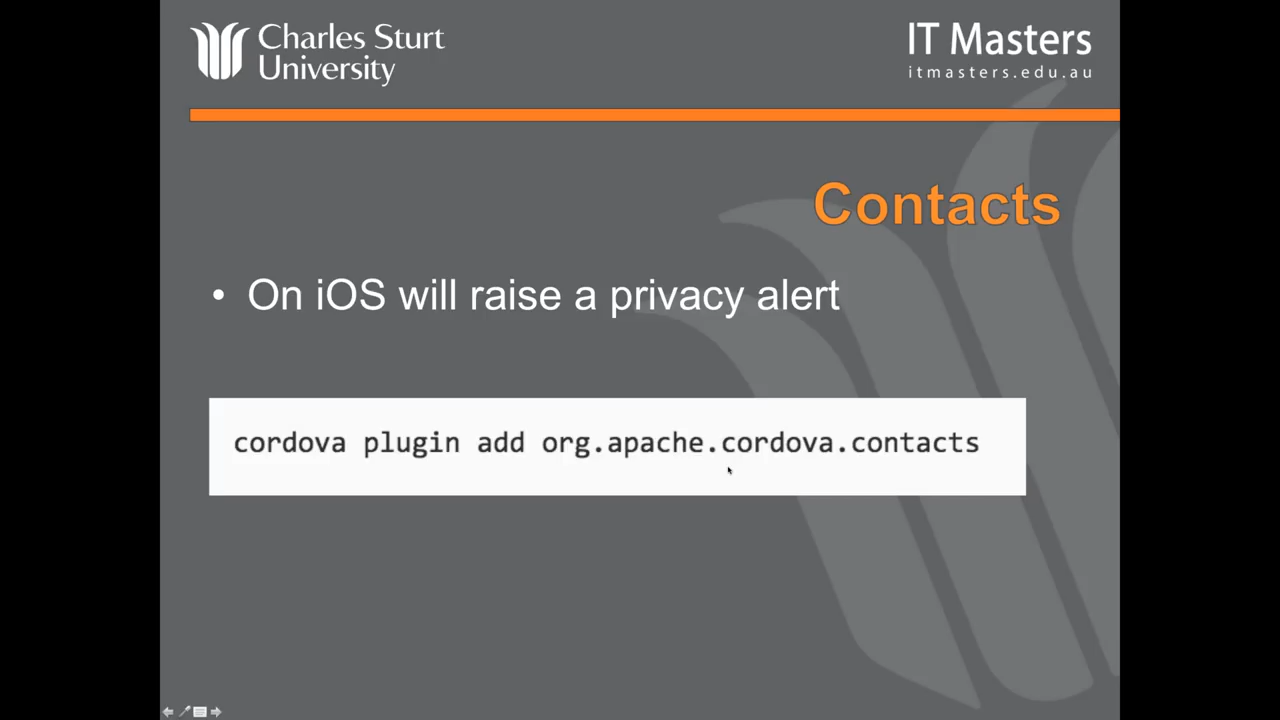 Charles Sturt
University
IT Masters
itmasters.edu.au
Contacts
• On iOS will raise a privacy alert
cordova plugin add org.apache.cordova.contacts